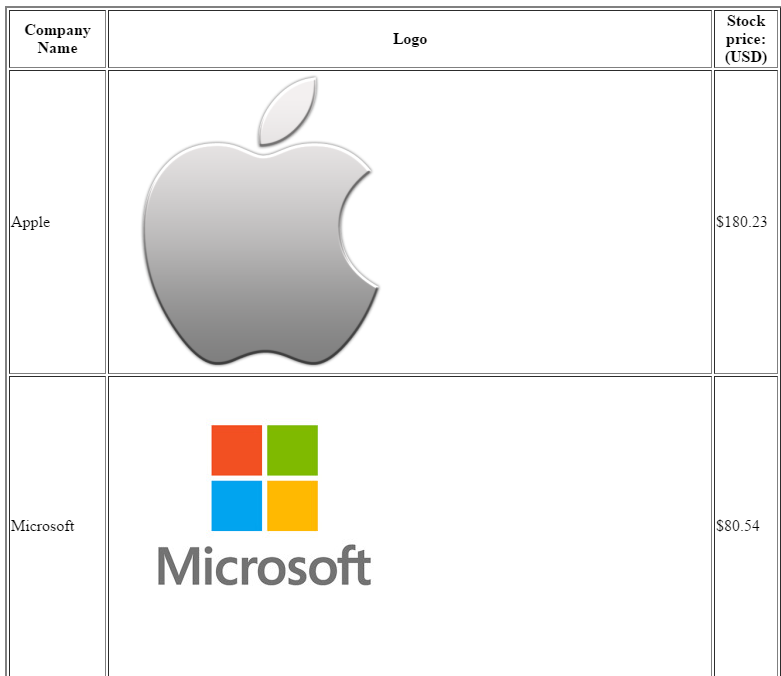 Company
Name
Logo
Stock
price:
(USD)
Apple
$180.23
Microsoft
Microsoft
$80.54